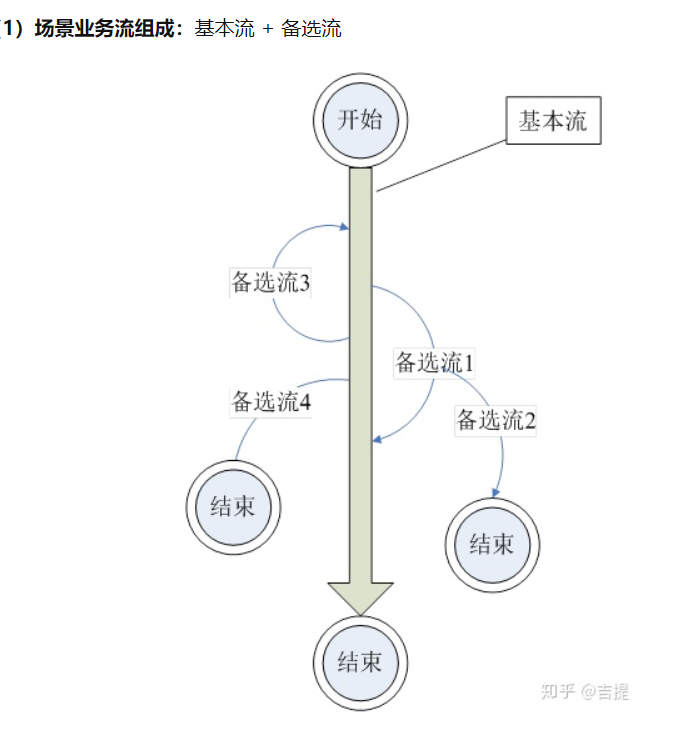 1）场景业务流组成：基本流 + 备选流
开始
基本流
备选流3
备选流1
备选流4
备选流2
结束
结束
结束
知乎 @吉提